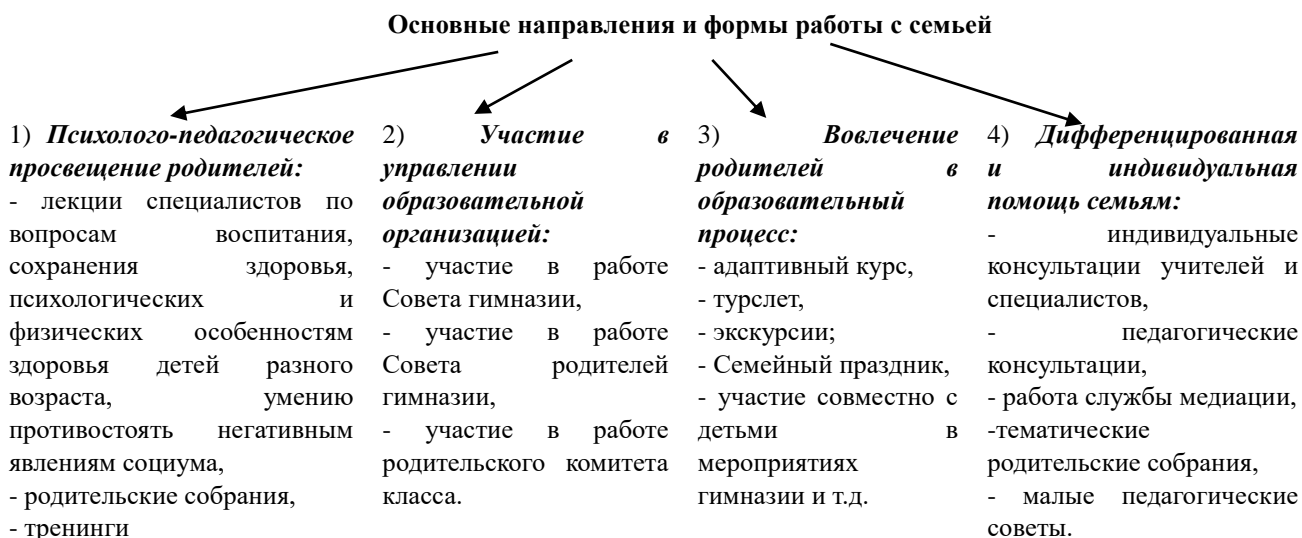 Основные направления и формы работы с семьей
1) Психолого-педагогическое
просвещение родителей:
- лекции специалистов по
вопросам воспитания,
сохранения здоровья,
психологических и
физических особенностям
здоровья детей разного
возраста, умению
противостоять негативным
явлениям социума,
- родительские собрания,
- тренинги
2) Участие в
управлении
образовательной
организацией:
- участие в работе
Совета гимназии,
- участие в работе
Совета родителей
гимназии,
- участие в работе
родительского комитета
класса.
3) Вовлечение
родителей в
образовательный
процесс:
- адаптивный курс,
- турслет,
- экскурсии;
- Семейный праздник,
- участие совместно с
детьми в
мероприятиях
гимназии и т.д.
4) Дифференцированная
и индивидуальная
помощь семьям:
- индивидуальные
консультации учителей и
специалистов,
- педагогические
консультации,
- работа службы медиации,
-тематические
родительские собрания,
- малые педагогические
советы.